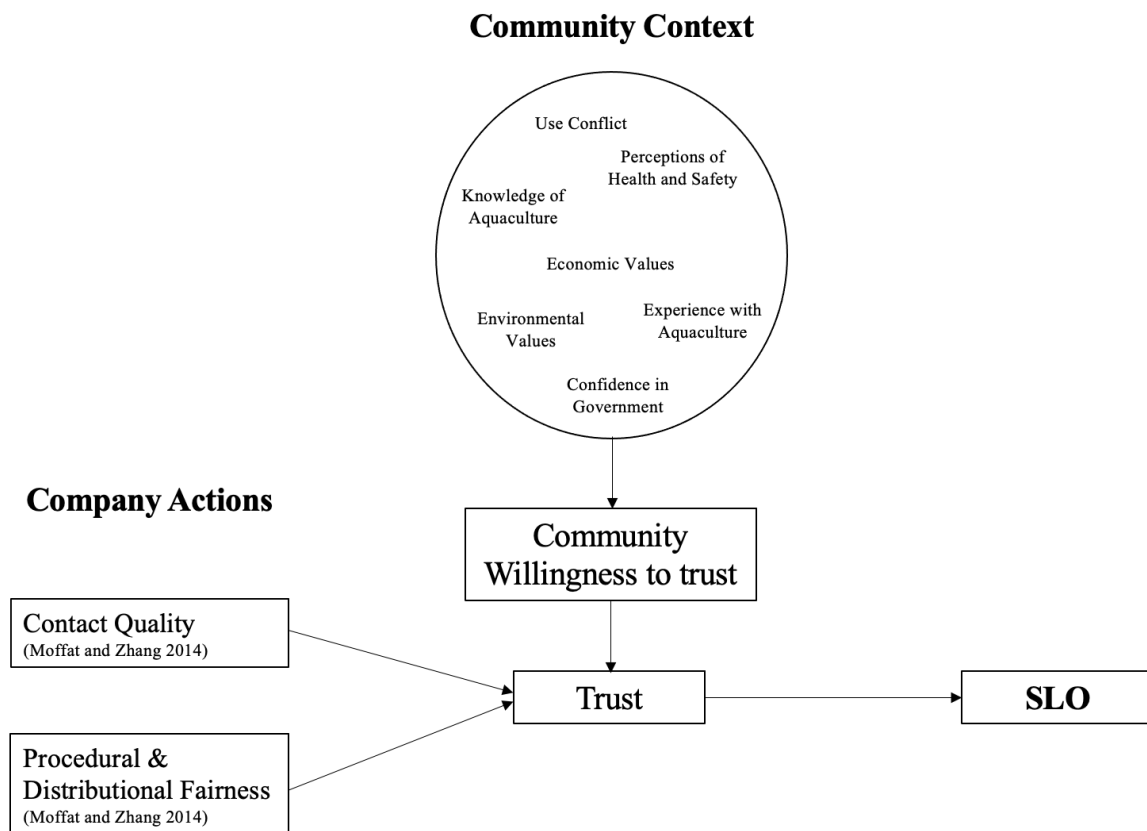 Community Context
Use Conflict
Perceptions of
Health and Safety
Knowledge of
Aquaculture
Economic Values
Experience with
Aquaculture
Environmental
Values
Confidence in
Government
Company Actions
Community
Willingness to trust
Contact Quality
(Moffat and Zhang 2014)
Trust
SLO
Procedural &
Distributional Fairness
(Moffat and Zhang 2014)